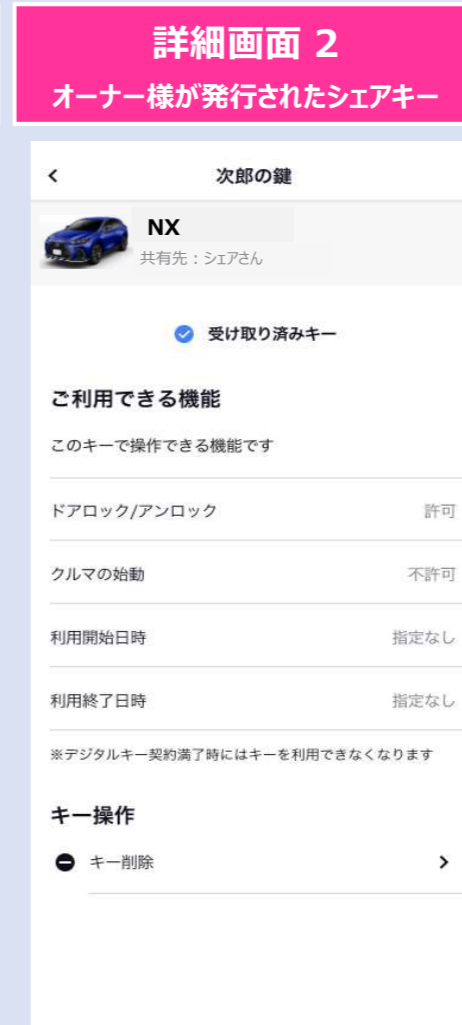 詳細画面 2
オーナー様が発行されたシェアキー
次郎の鍵
NX
共有先：シェアさん
受け取り済みキー
ご利用できる機能
このキーで操作できる機能です
ドアロック/アンロック 許可
クルマの始動 不許可
利用開始日時 指定なし
利用終了日時 指定なし
※デジタルキー契約満了時にはキーを利用できなくなります
キー操作
キー削除